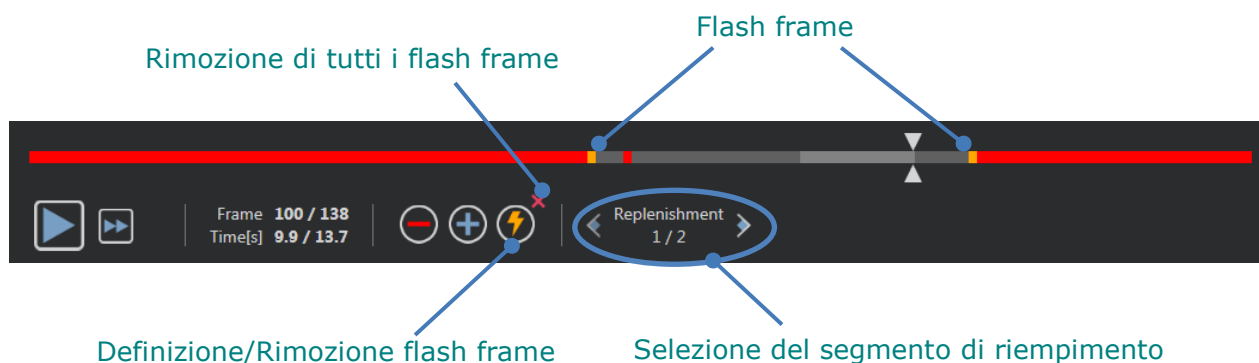 Flash frame
Rimozione di tutti i flash frame
Frame 100 / 138
Time[s] 9.9 / 13.7
Replenishment
1 / 2
Definizione/Rimozione flash frame
Selezione del segmento di riempimento